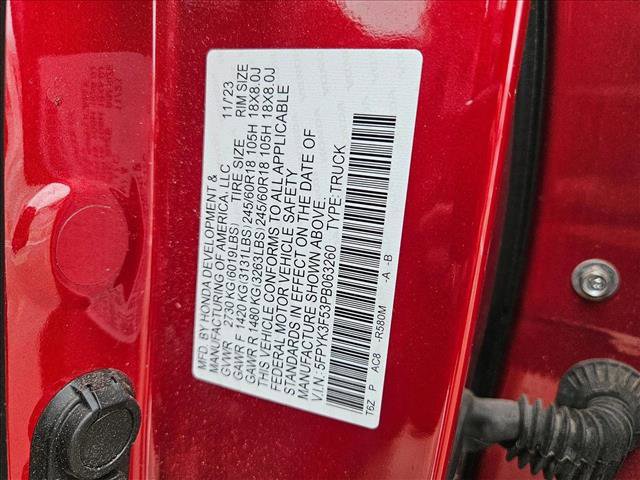 MFD. BY HONDA DEVELOPMENT &
MANUFACTURING OF AMERICA, LLC 11/23
GVWR 2730 KG(6019LBS) TIRE SIZE RIM SIZE
GAWR F 1420 KG(3131LBS) 245/60R18 105H 18X8.0J
GAWR R 1480 KG(3263LBS) 245/60R18 105H 18X8.0J
THIS VEHICLE CONFORMS TO ALL APPLICABLE
FEDERAL MOTOR VEHICLE SAFETY
STANDARDS IN EFFECT ON THE DATE OF
MANUFACTURE SHOWN ABOVE.
V.I.N.: 5FPYK3F53PB063260 TYPE: TRUCK
T6Z P AC8 -R580M -A -B